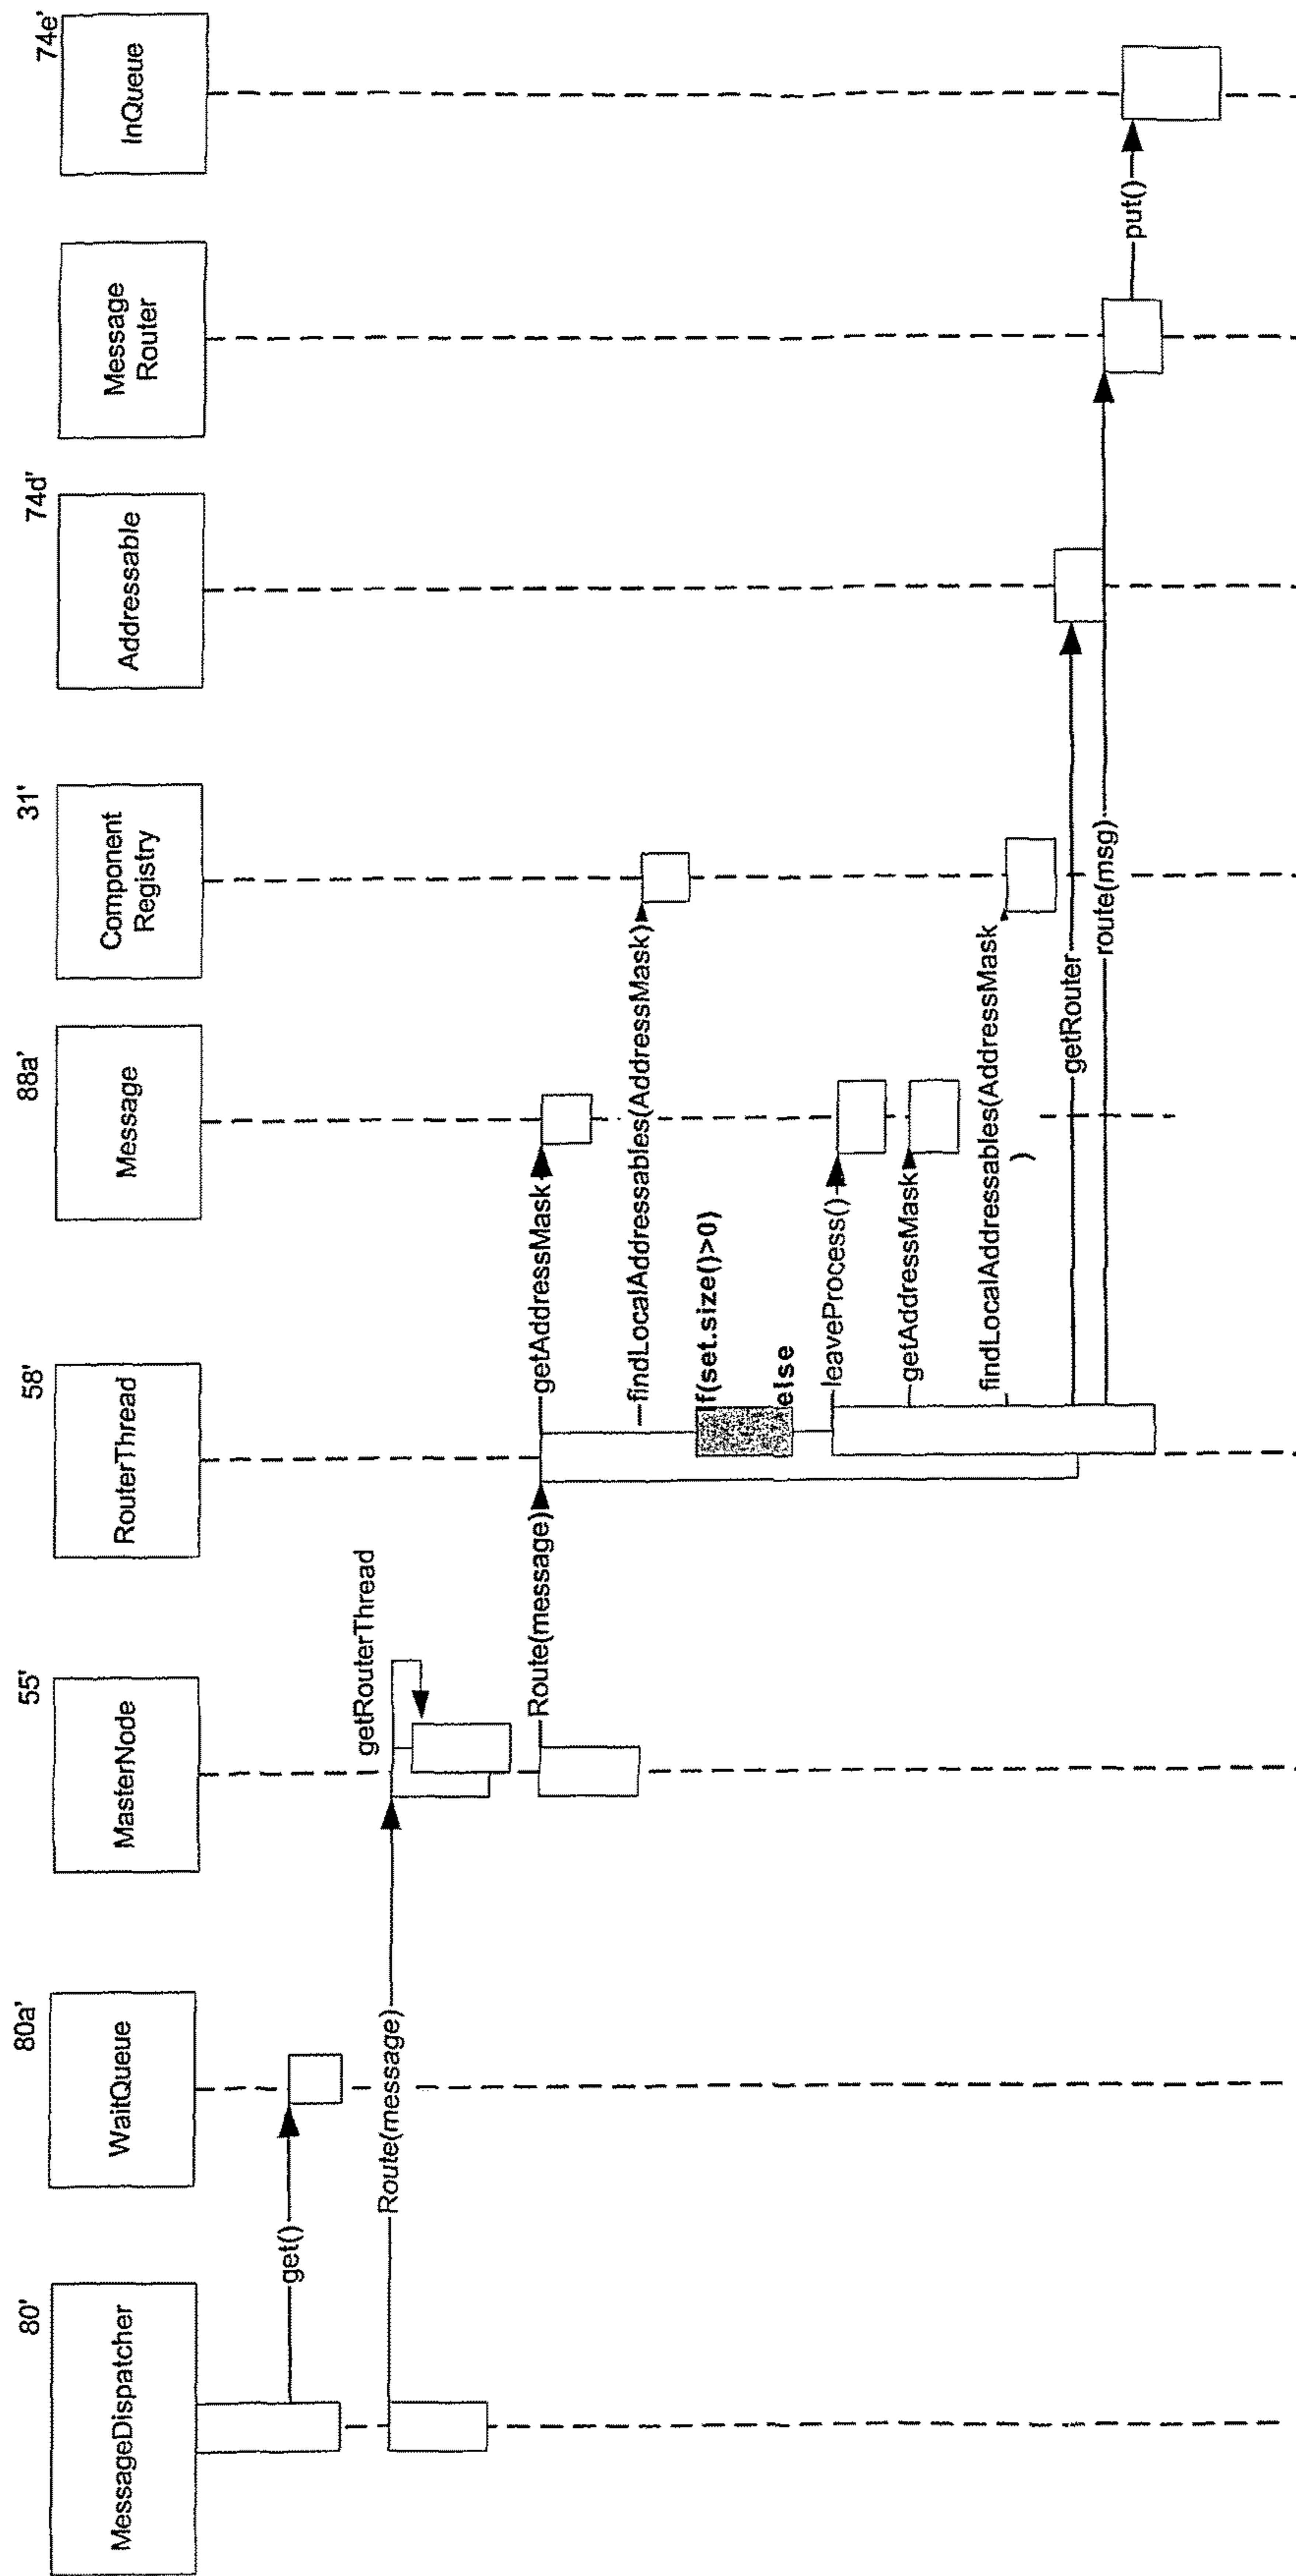 80'
MessageDispatcher
80a'
WaitQueue
55'
MasterNode
58'
RouterThread
88a'
Message
31'
Component
Registry
74d'
Addressable
Message
Router
74e'
InQueue
get()
Route(message)
getRouterThread
Route(message)
getAddressMask
findLocalAddressables(AddressMask)
If(set.size()>0)
else
leaveProcess()
getAddressMask
findLocalAddressables(AddressMask
)
getRouter
route(msg)
put()